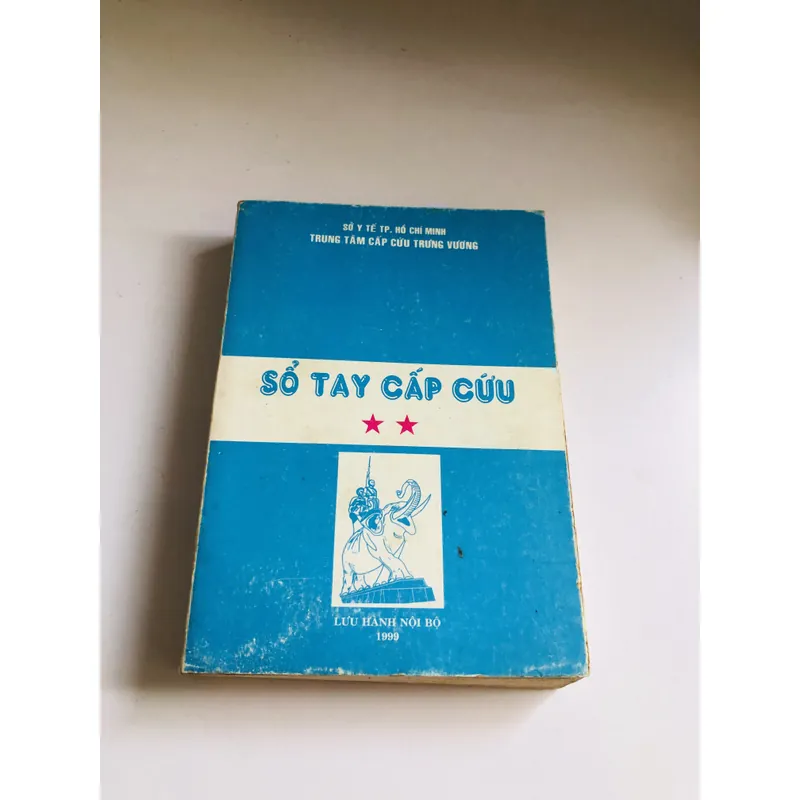 SỞ Y TẾ TP. HỒ CHÍ MINH
TRUNG TÂM CẤP CỨU TRƯNG VƯƠNG
SỔ TAY CẤP CỨU
LƯU HÀNH NỘI BỘ
1999